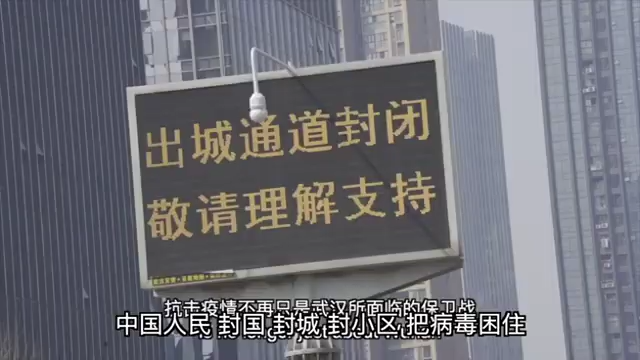 出城通道封闭
敬请理解支持
抗击疫情不再只是武汉所面临的保卫战
中国人民 封国 封城 封小区 把病毒困住